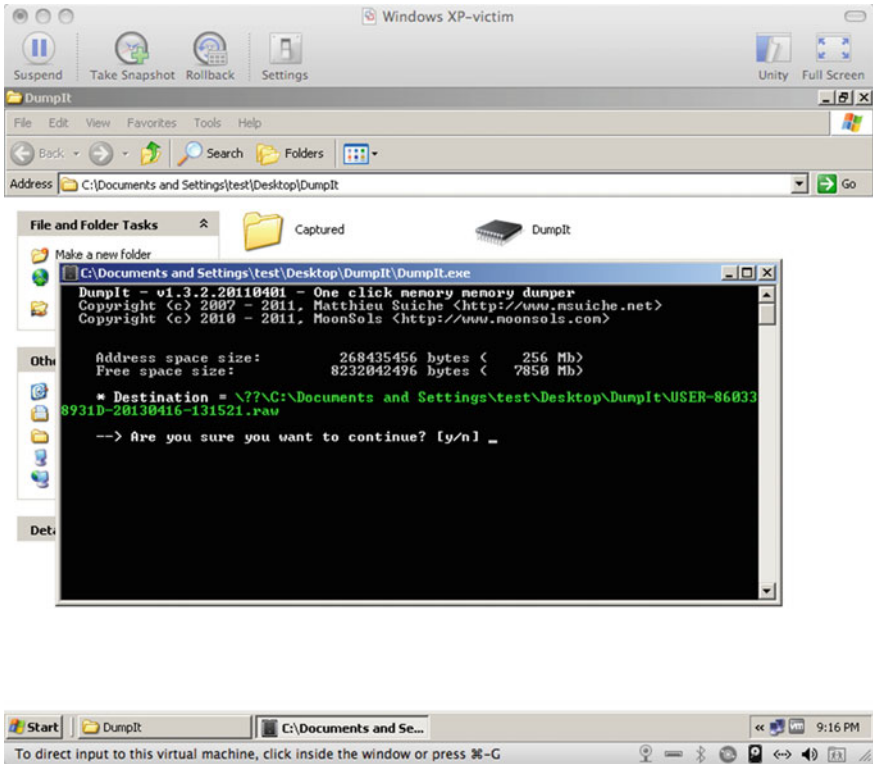 Windows XP-victim
Suspend Take Snapshot Rollback Settings Unity Full Screen
DumpIt
File Edit View Favorites Tools Help
Back Search Folders
Address C:\Documents and Settings\test\Desktop\DumpIt Go
File and Folder Tasks
Make a new folder
Captured
DumpIt
C:\Documents and Settings\test\Desktop\DumpIt\DumpIt.exe
DumpIt - v1.3.2.20110401 - One click memory memory dumper
Copyright (c) 2007 - 2011, Matthieu Suiche <http://www.msuiche.net>
Copyright (c) 2010 - 2011, MoonSols <http://www.moonsols.com>
Address space size: 268435456 bytes ( 256 Mb)
Free space size: 8232042496 bytes ( 7850 Mb)
* Destination = \??\C:\Documents and Settings\test\Desktop\DumpIt\USER-86033
8931D-20130416-131521.raw
--> Are you sure you want to continue? [y/n] _
Othe
Deta
Start DumpIt C:\Documents and Se... « vm 9:16 PM
To direct input to this virtual machine, click inside the window or press ⌘-G